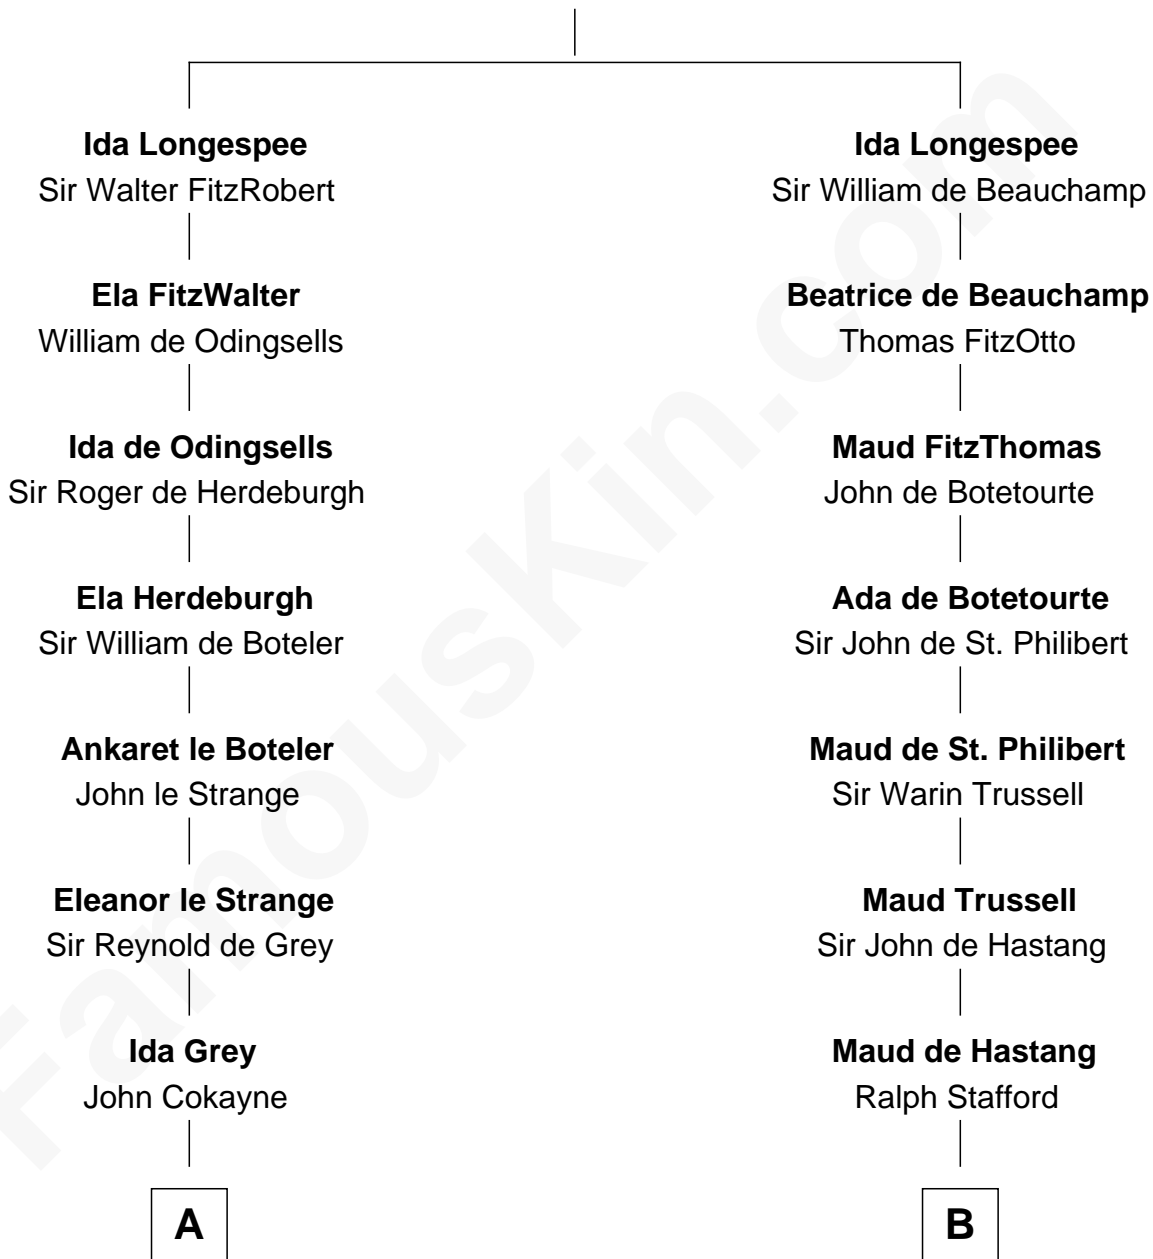 Ida Longespee
Sir Walter FitzRobert
Ela FitzWalter
William de Odingsells
Ida de Odingsells
Sir Roger de Herdeburgh
Ela Herdeburgh
Sir William de Boteler
Ankaret le Boteler
John le Strange
Eleanor le Strange
Sir Reynold de Grey
Ida Grey
John Cokayne
A
Ida Longespee
Sir William de Beauchamp
Beatrice de Beauchamp
Thomas FitzOtto
Maud FitzThomas
John de Botetourte
Ada de Botetourte
Sir John de St. Philibert
Maud de St. Philibert
Sir Warin Trussell
Maud Trussell
Sir John de Hastang
Maud de Hastang
Ralph Stafford
B
FamousKin.com